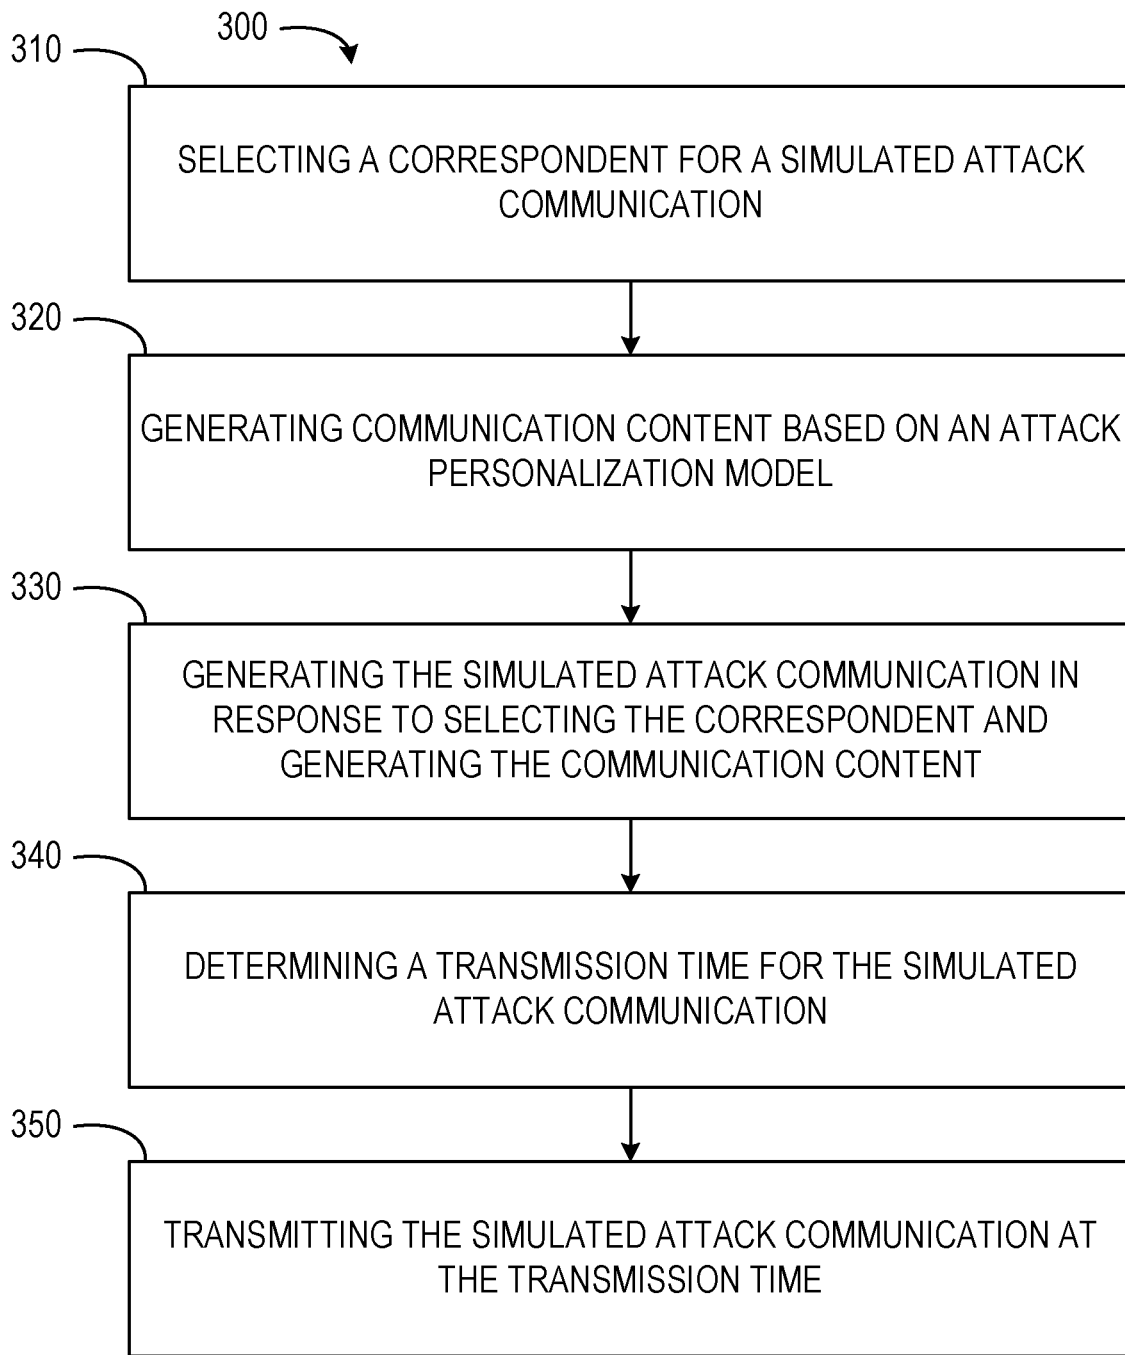 300
310
SELECTING A CORRESPONDENT FOR A SIMULATED ATTACK
COMMUNICATION
320
GENERATING COMMUNICATION CONTENT BASED ON AN ATTACK
PERSONALIZATION MODEL
330
GENERATING THE SIMULATED ATTACK COMMUNICATION IN
RESPONSE TO SELECTING THE CORRESPONDENT AND
GENERATING THE COMMUNICATION CONTENT
340
DETERMINING A TRANSMISSION TIME FOR THE SIMULATED
ATTACK COMMUNICATION
350
TRANSMITTING THE SIMULATED ATTACK COMMUNICATION AT
THE TRANSMISSION TIME